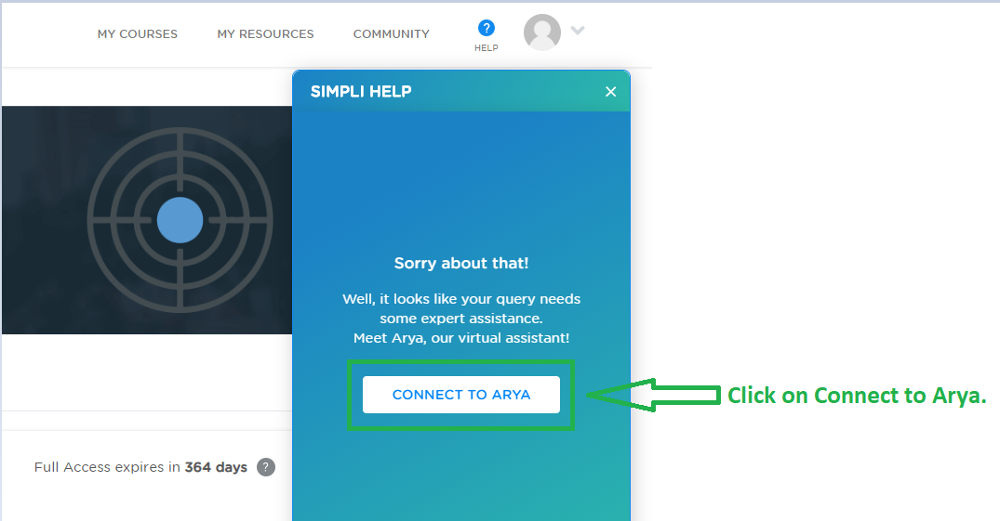 MY COURSES MY RESOURCES COMMUNITY ?
HELP
SIMPLI HELP ×
Sorry about that!
Well, it looks like your query needs
some expert assistance.
Meet Arya, our virtual assistant!
CONNECT TO ARYA
Click on Connect to Arya.
Full Access expires in 364 days ?